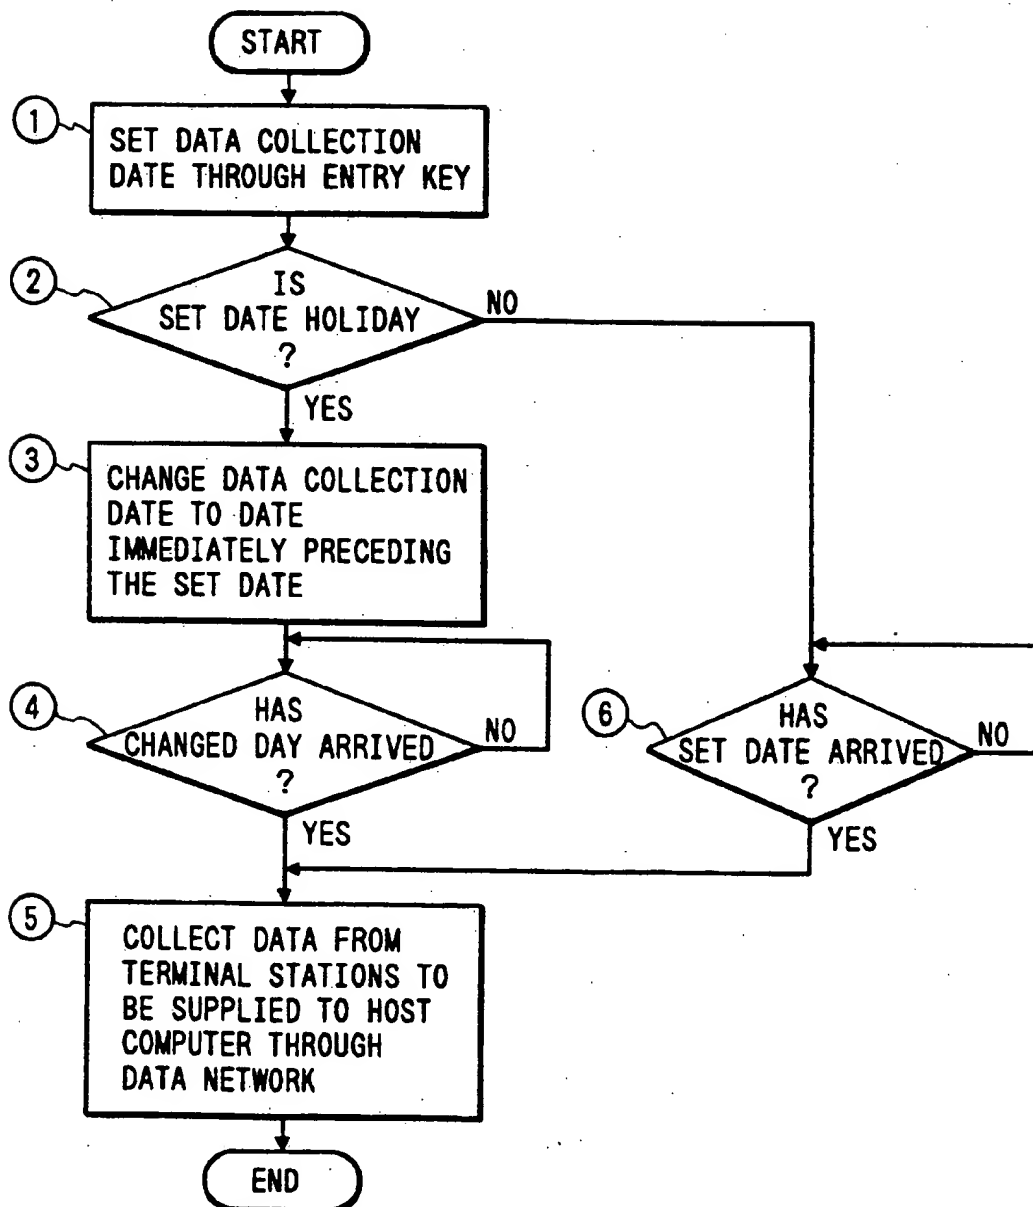 START
1
SET DATA COLLECTION
DATE THROUGH ENTRY KEY
2
IS
SET DATE HOLIDAY
?
NO
YES
3
CHANGE DATA COLLECTION
DATE TO DATE
IMMEDIATELY PRECEDING
THE SET DATE
4
HAS
CHANGED DAY ARRIVED
?
NO
YES
6
HAS
SET DATE ARRIVED
?
NO
YES
5
COLLECT DATA FROM
TERMINAL STATIONS TO
BE SUPPLIED TO HOST
COMPUTER THROUGH
DATA NETWORK
END